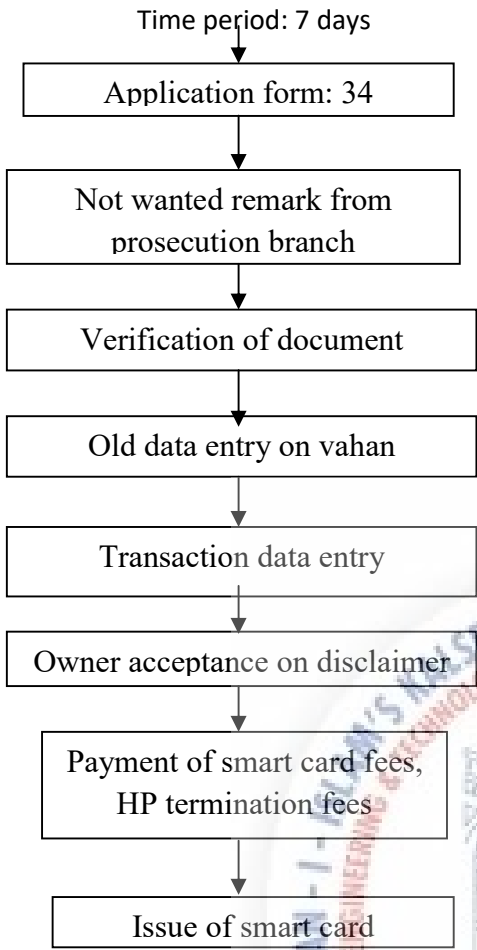 Time period: 7 days
Application form: 34
Not wanted remark from
prosecution branch
Verification of document
Old data entry on vahan
Transaction data entry
Owner acceptance on disclaimer
Payment of smart card fees,
HP termination fees
Issue of smart card